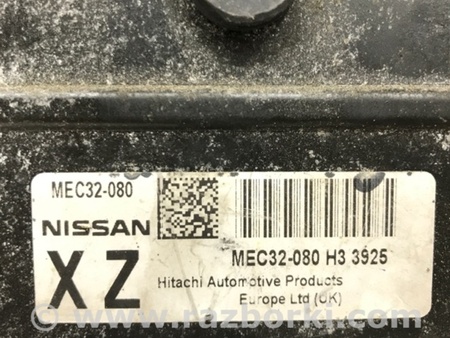 MEC32-080
NISSAN
MEC32-080 H3 3925
XZ
Hitachi Automotive Products
Europe Ltd (UK)
www.razborki.com